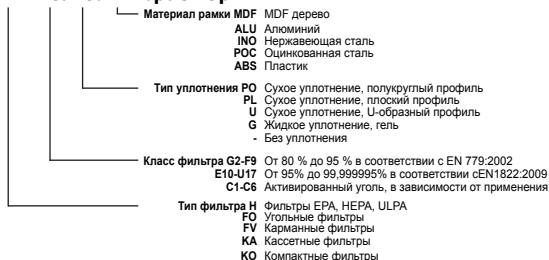 Материал рамки MDF MDF дерево
ALU Алюминий
INO Нержавеющая сталь
POC Оцинкованная сталь
ABS Пластик
Тип уплотнения PO Сухое уплотнение, полукруглый профиль
PL Сухое уплотнение, плоский профиль
U Сухое уплотнение, U-образный профиль
G Жидкое уплотнение, гель
- Без уплотнения
Класс фильтра G2-F9 От 80 % до 95 % в соответствии с EN 779:2002
E10-U17 От 95% до 99,999995% в соответствии сEN1822:2009
C1-C6 Активированный уголь, в зависимости от применения
Тип фильтра H Фильтры EPA, HEPA, ULPA
FO Угольные фильтры
FV Карманные фильтры
KA Кассетные фильтры
KO Компактные фильтры